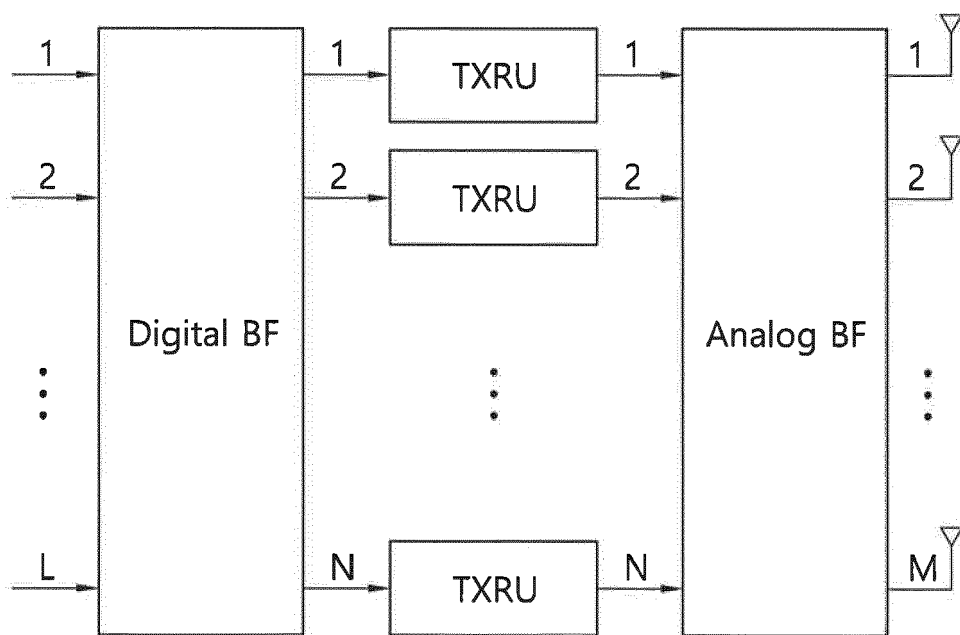 1 1 TXRU 1 1
2 2 TXRU 2 2
Digital BF Analog BF
L N TXRU N M